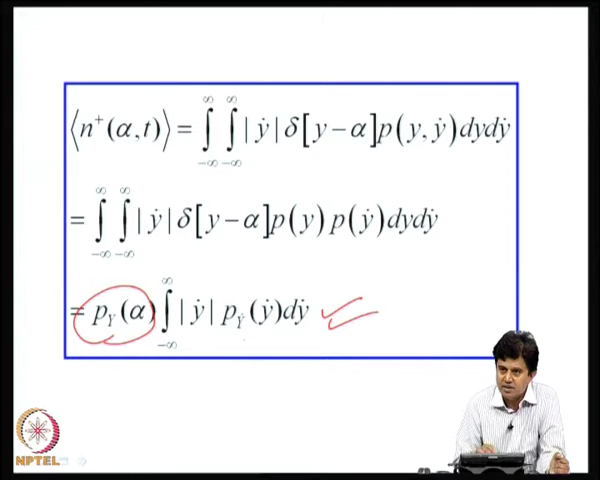 ⟨n⁺(α,t)⟩ = ∫_{-∞}^{∞} ∫_{-∞}^{∞} |ẏ| δ[y−α] p(y, ẏ) dy dẏ
= ∫_{-∞}^{∞} ∫_{-∞}^{∞} |ẏ| δ[y−α] p(y) p(ẏ) dy dẏ
= p_Y(α) ∫_{-∞}^{∞} |ẏ| p_Ẏ(ẏ) dẏ
NPTEL